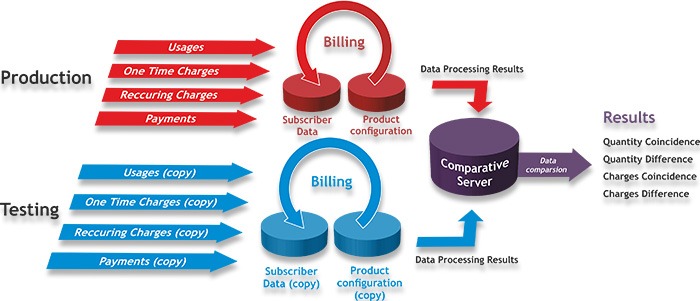 Production
Usages
One Time Charges
Reccuring Charges
Payments
Billing
Subscriber
Data
Product
configuration
Data Processing Results
Testing
Usages (copy)
One Time Charges (copy)
Reccuring Charges (copy)
Payments (copy)
Billing
Subscriber
Data (copy)
Product
configuration
(copy)
Data Processing Results
Comparative
Server
Data
comparsion
Results
Quantity Coincidence
Quantity Difference
Charges Coincidence
Charges Difference